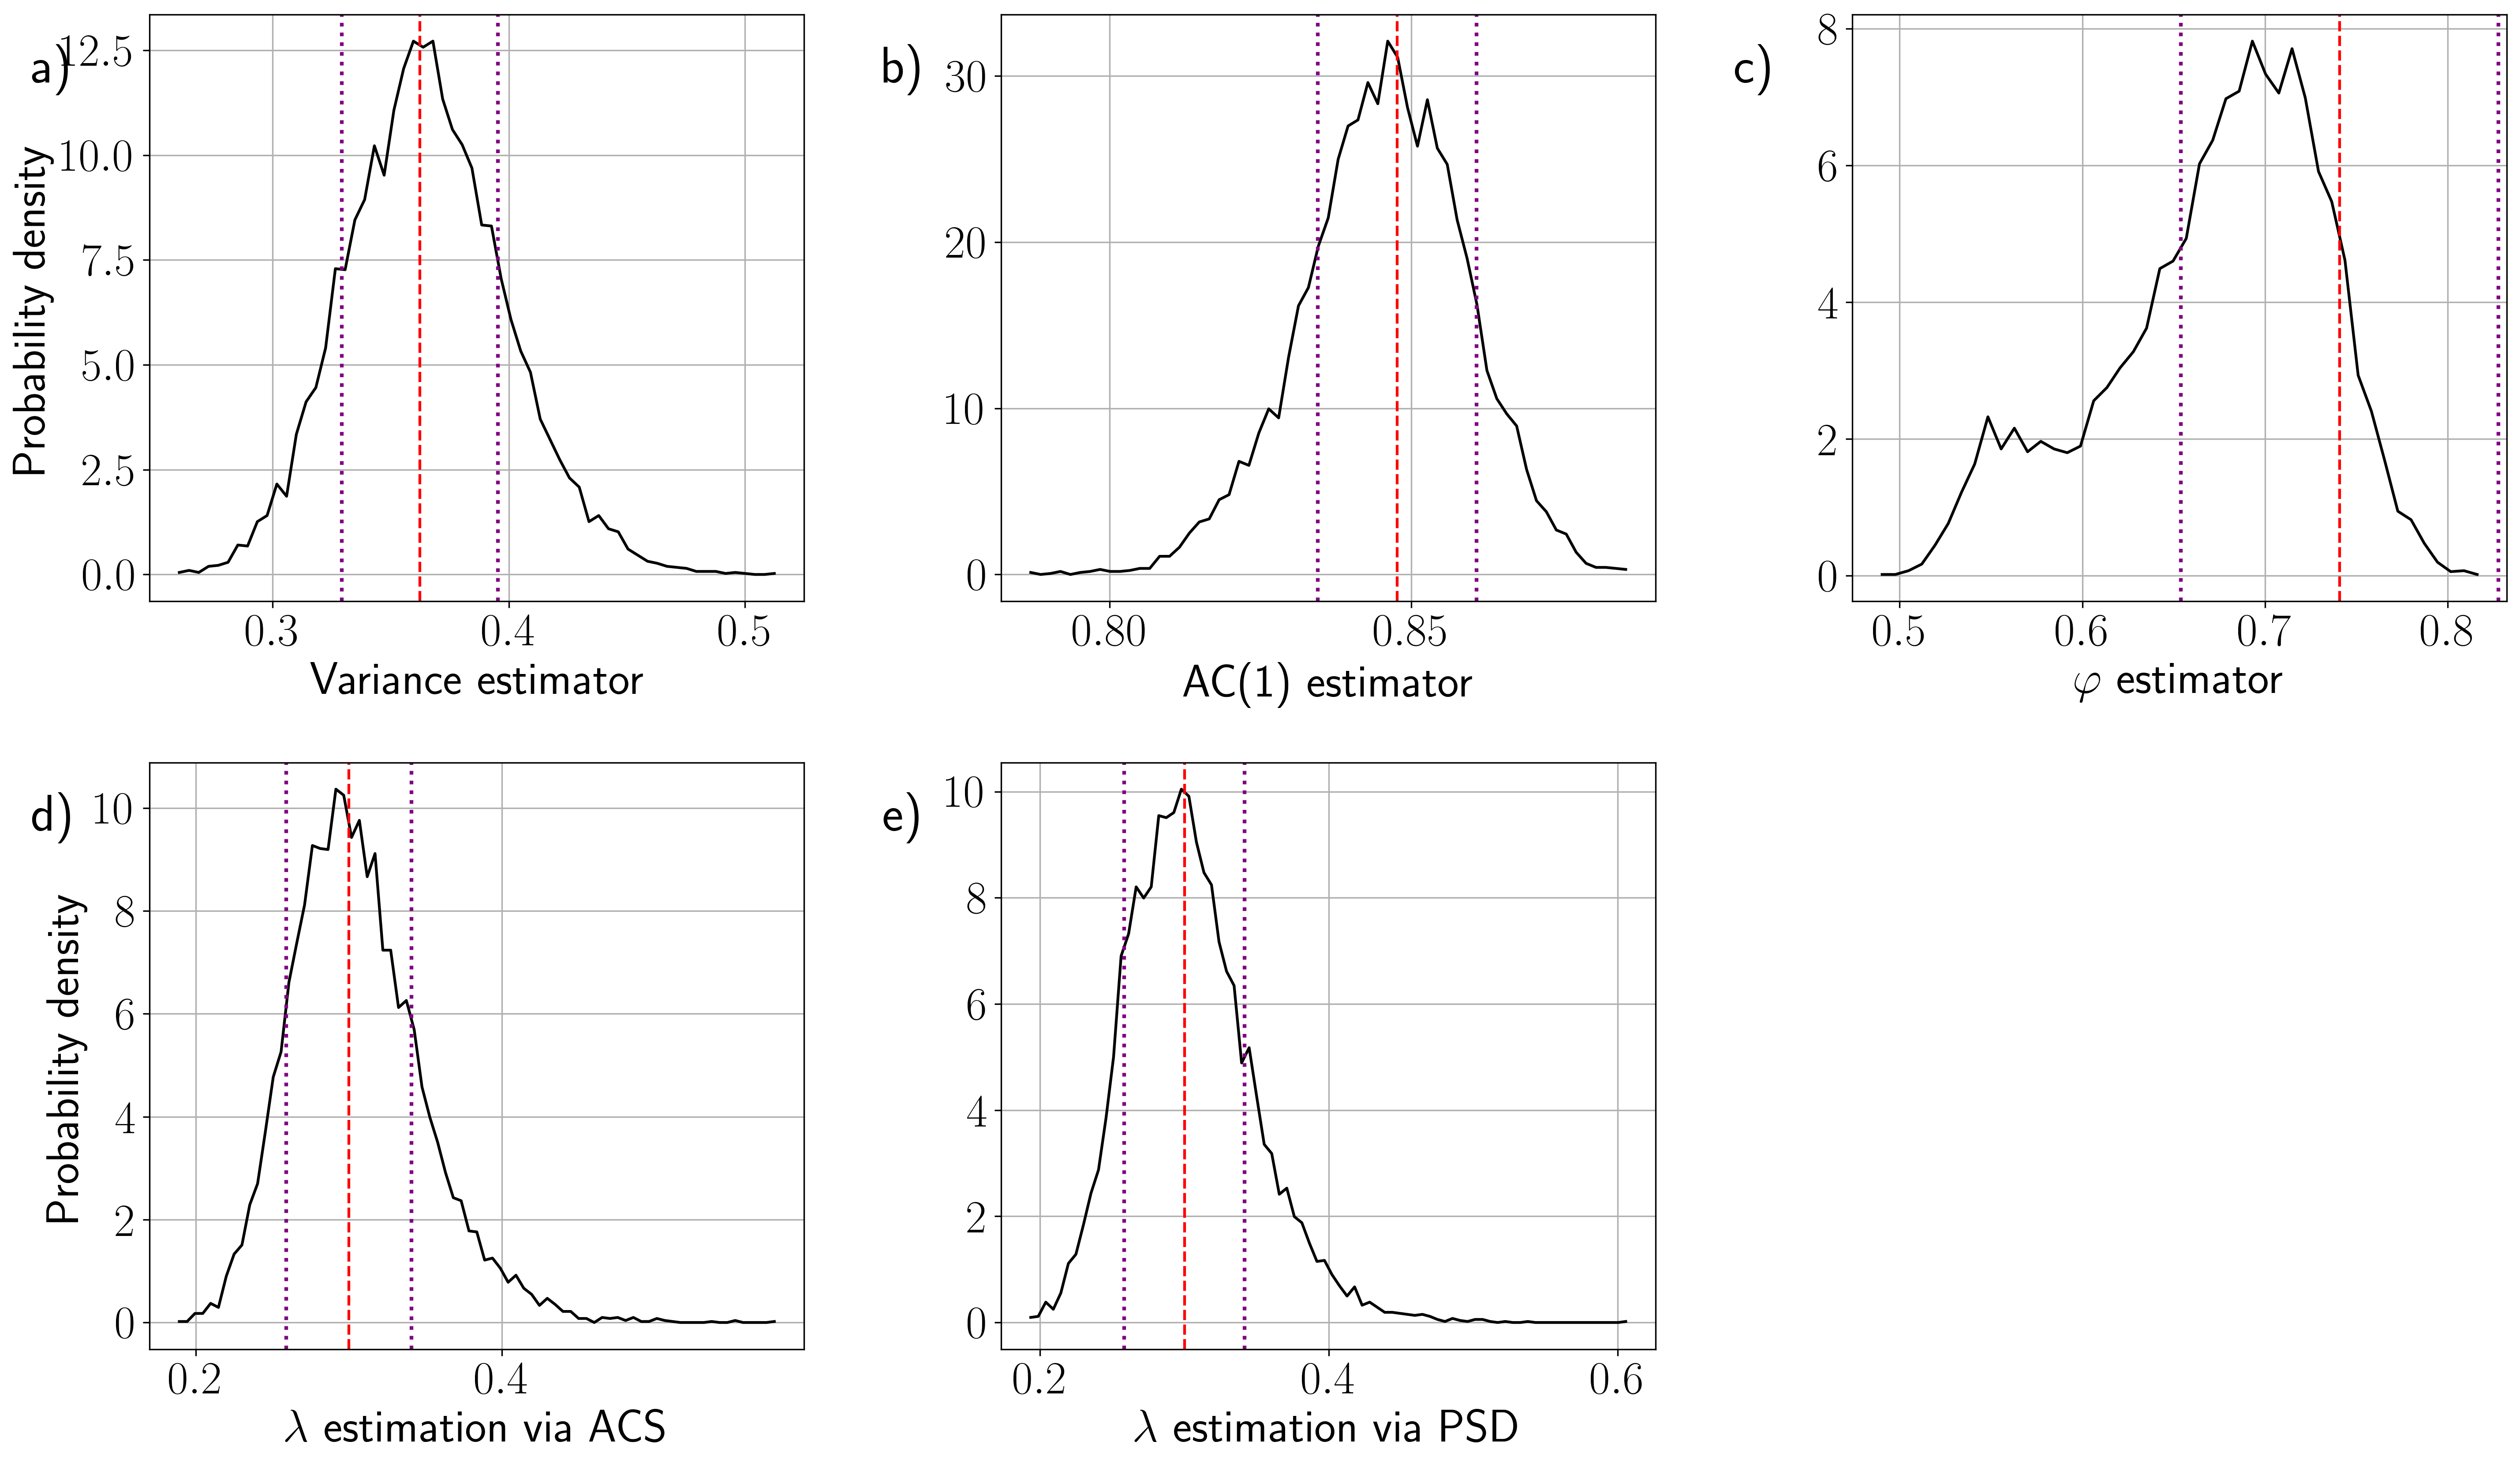 a)
12.5
10.0
7.5
5.0
2.5
0.0
Probability density
0.3 0.4 0.5
Variance estimator
b)
30
20
10
0
0.80 0.85
AC(1) estimator
c)
8
6
4
2
0
0.5 0.6 0.7 0.8
φ estimator
d)
10
8
6
4
2
0
Probability density
0.2 0.4
λ estimation via ACS
e)
10
8
6
4
2
0
0.2 0.4 0.6
λ estimation via PSD